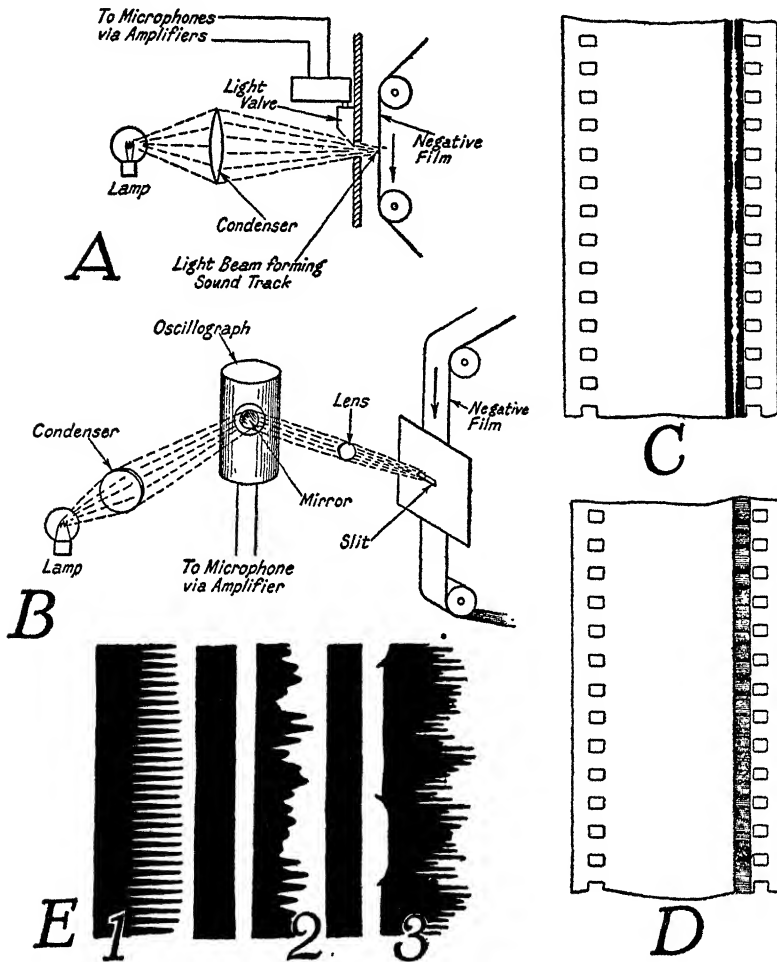 To Microphones
via Amplifiers
Light
Valve
Negative
Film
Lamp
Condenser
Light Beam forming
Sound Track
A
Oscillograph
Lens
Negative
Film
Condenser
Mirror
Slit
Lamp
To Microphone
via Amplifier
B
C
E 1 2 3
D